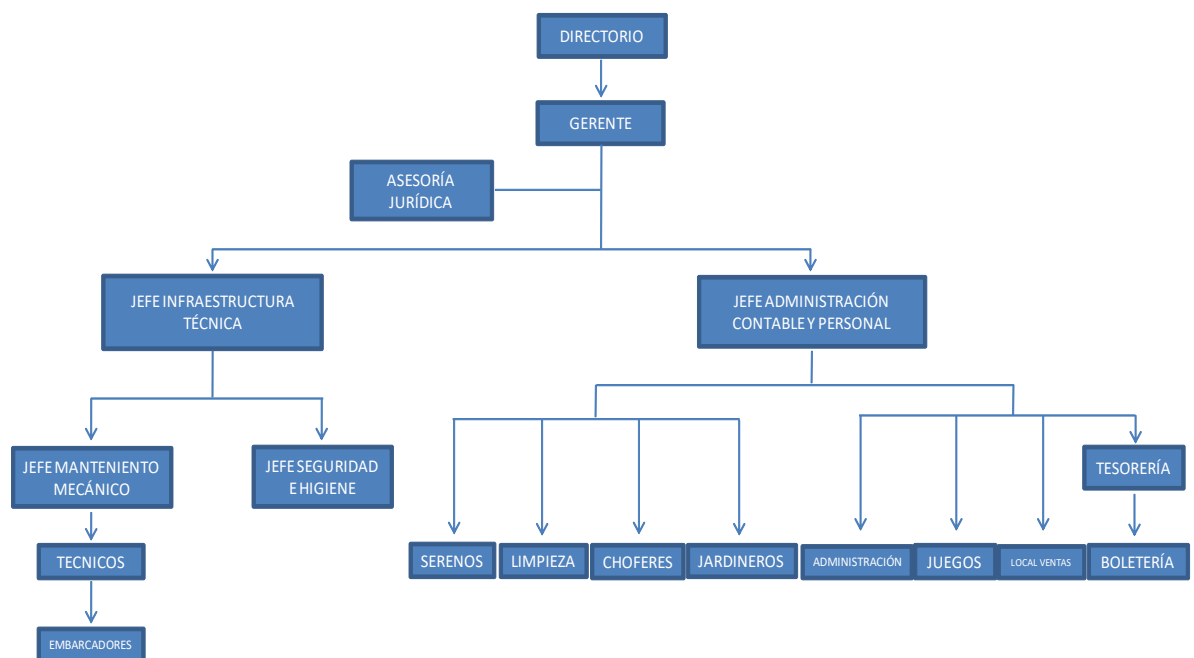 DIRECTORIO
GERENTE
ASESORÍA
JURÍDICA
JEFE INFRAESTRUCTURA
TÉCNICA
JEFE ADMINISTRACIÓN
CONTABLE Y PERSONAL
JEFE MANTENIENTO
MECÁNICO
JEFE SEGURIDAD
E HIGIENE
TESORERÍA
TECNICOS
SERENOS
LIMPIEZA
CHOFERES
JARDINEROS
ADMINISTRACIÓN
JUEGOS
LOCAL VENTAS
BOLETERÍA
EMBARCADORES